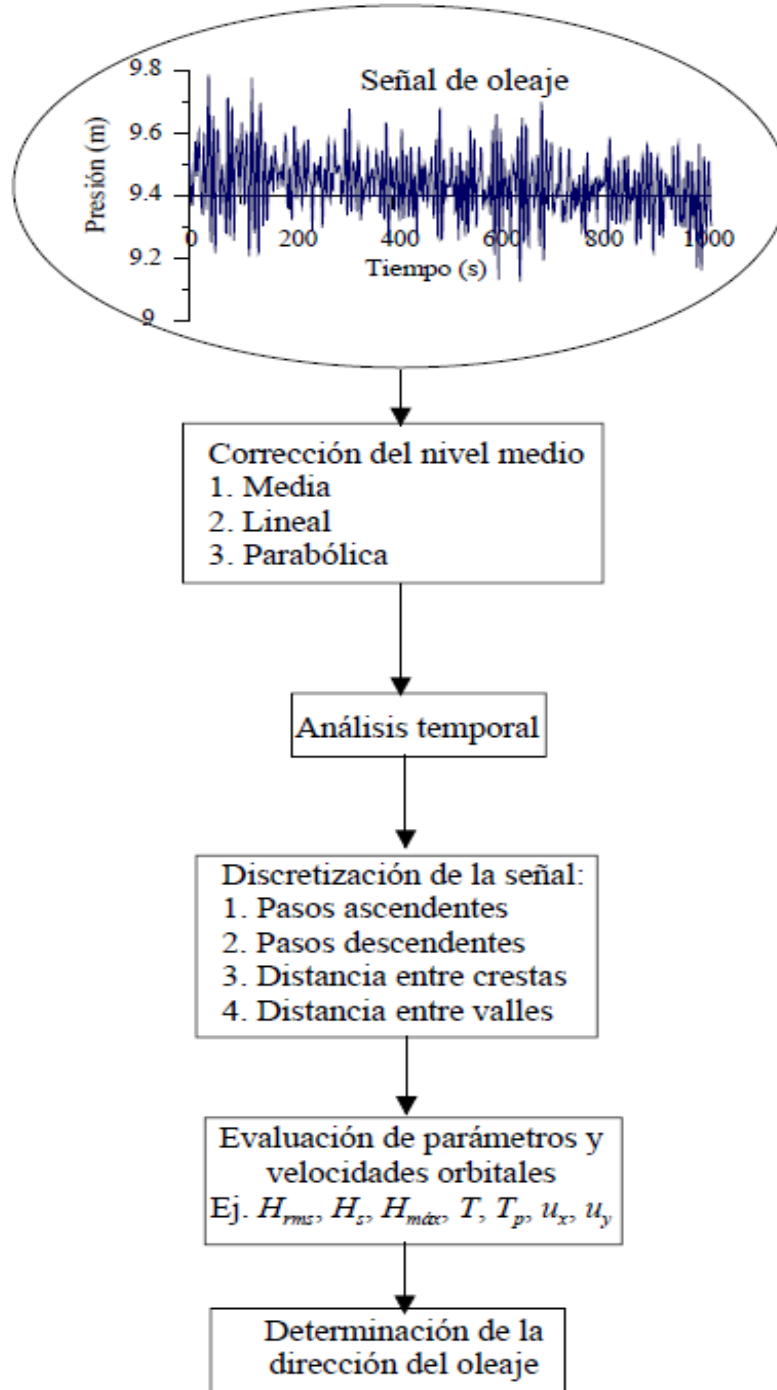 9.8
Señal de oleaje
9.6
Presión (m)
9.4
0 200 400 600 800 1000
9.2
Tiempo (s)
9
Corrección del nivel medio
1. Media
2. Lineal
3. Parabólica
Análisis temporal
Discretización de la señal:
1. Pasos ascendentes
2. Pasos descendentes
3. Distancia entre crestas
4. Distancia entre valles
Evaluación de parámetros y
velocidades orbitales
Ej. Hrms, Hs, Hmáx, T, Tp, ux, uy
Determinación de la
dirección del oleaje